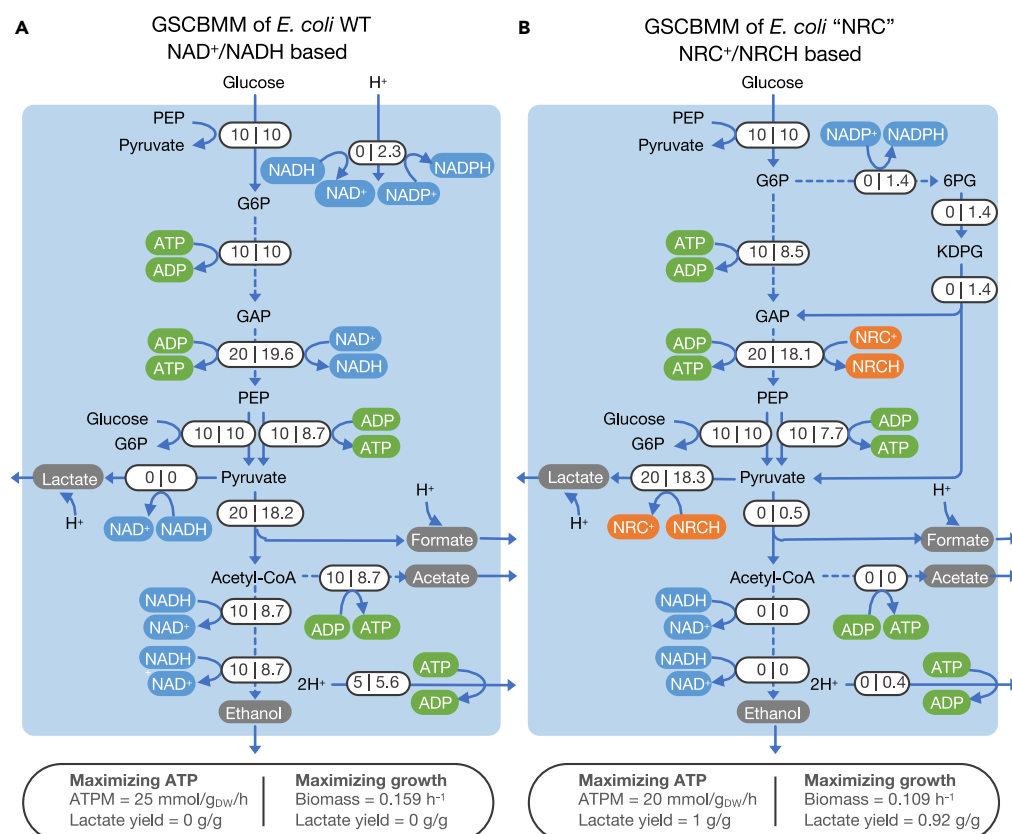 A
GSCBMM of E. coli WT
NAD⁺/NADH based
Glucose
H⁺
PEP
Pyruvate
10 | 10
0 | 2.3
NADH
NAD⁺
NADP⁺
NADPH
G6P
ATP
ADP
10 | 10
GAP
ADP
ATP
20 | 19.6
NAD⁺
NADH
PEP
Glucose
G6P
10 | 10
10 | 8.7
ADP
ATP
Lactate
0 | 0
Pyruvate
H⁺
NAD⁺
NADH
20 | 18.2
H⁺
Formate
Acetyl-CoA
10 | 8.7
Acetate
NADH
NAD⁺
10 | 8.7
ADP
ATP
NADH
NAD⁺
10 | 8.7
2H⁺
5 | 5.6
ATP
ADP
Ethanol
Maximizing ATP
ATPM = 25 mmol/gDW/h
Lactate yield = 0 g/g
Maximizing growth
Biomass = 0.159 h⁻¹
Lactate yield = 0 g/g
B
GSCBMM of E. coli “NRC”
NRC⁺/NRCH based
Glucose
PEP
Pyruvate
10 | 10
NADP⁺
NADPH
G6P
0 | 1.4
6PG
0 | 1.4
ATP
ADP
10 | 8.5
KDPG
0 | 1.4
GAP
ADP
ATP
20 | 18.1
NRC⁺
NRCH
PEP
Glucose
G6P
10 | 10
10 | 7.7
ADP
ATP
Lactate
20 | 18.3
Pyruvate
H⁺
NRC⁺
NRCH
0 | 0.5
H⁺
Formate
Acetyl-CoA
0 | 0
Acetate
NADH
NAD⁺
0 | 0
ADP
ATP
NADH
NAD⁺
0 | 0
2H⁺
0 | 0.4
ATP
ADP
Ethanol
Maximizing ATP
ATPM = 20 mmol/gDW/h
Lactate yield = 1 g/g
Maximizing growth
Biomass = 0.109 h⁻¹
Lactate yield = 0.92 g/g